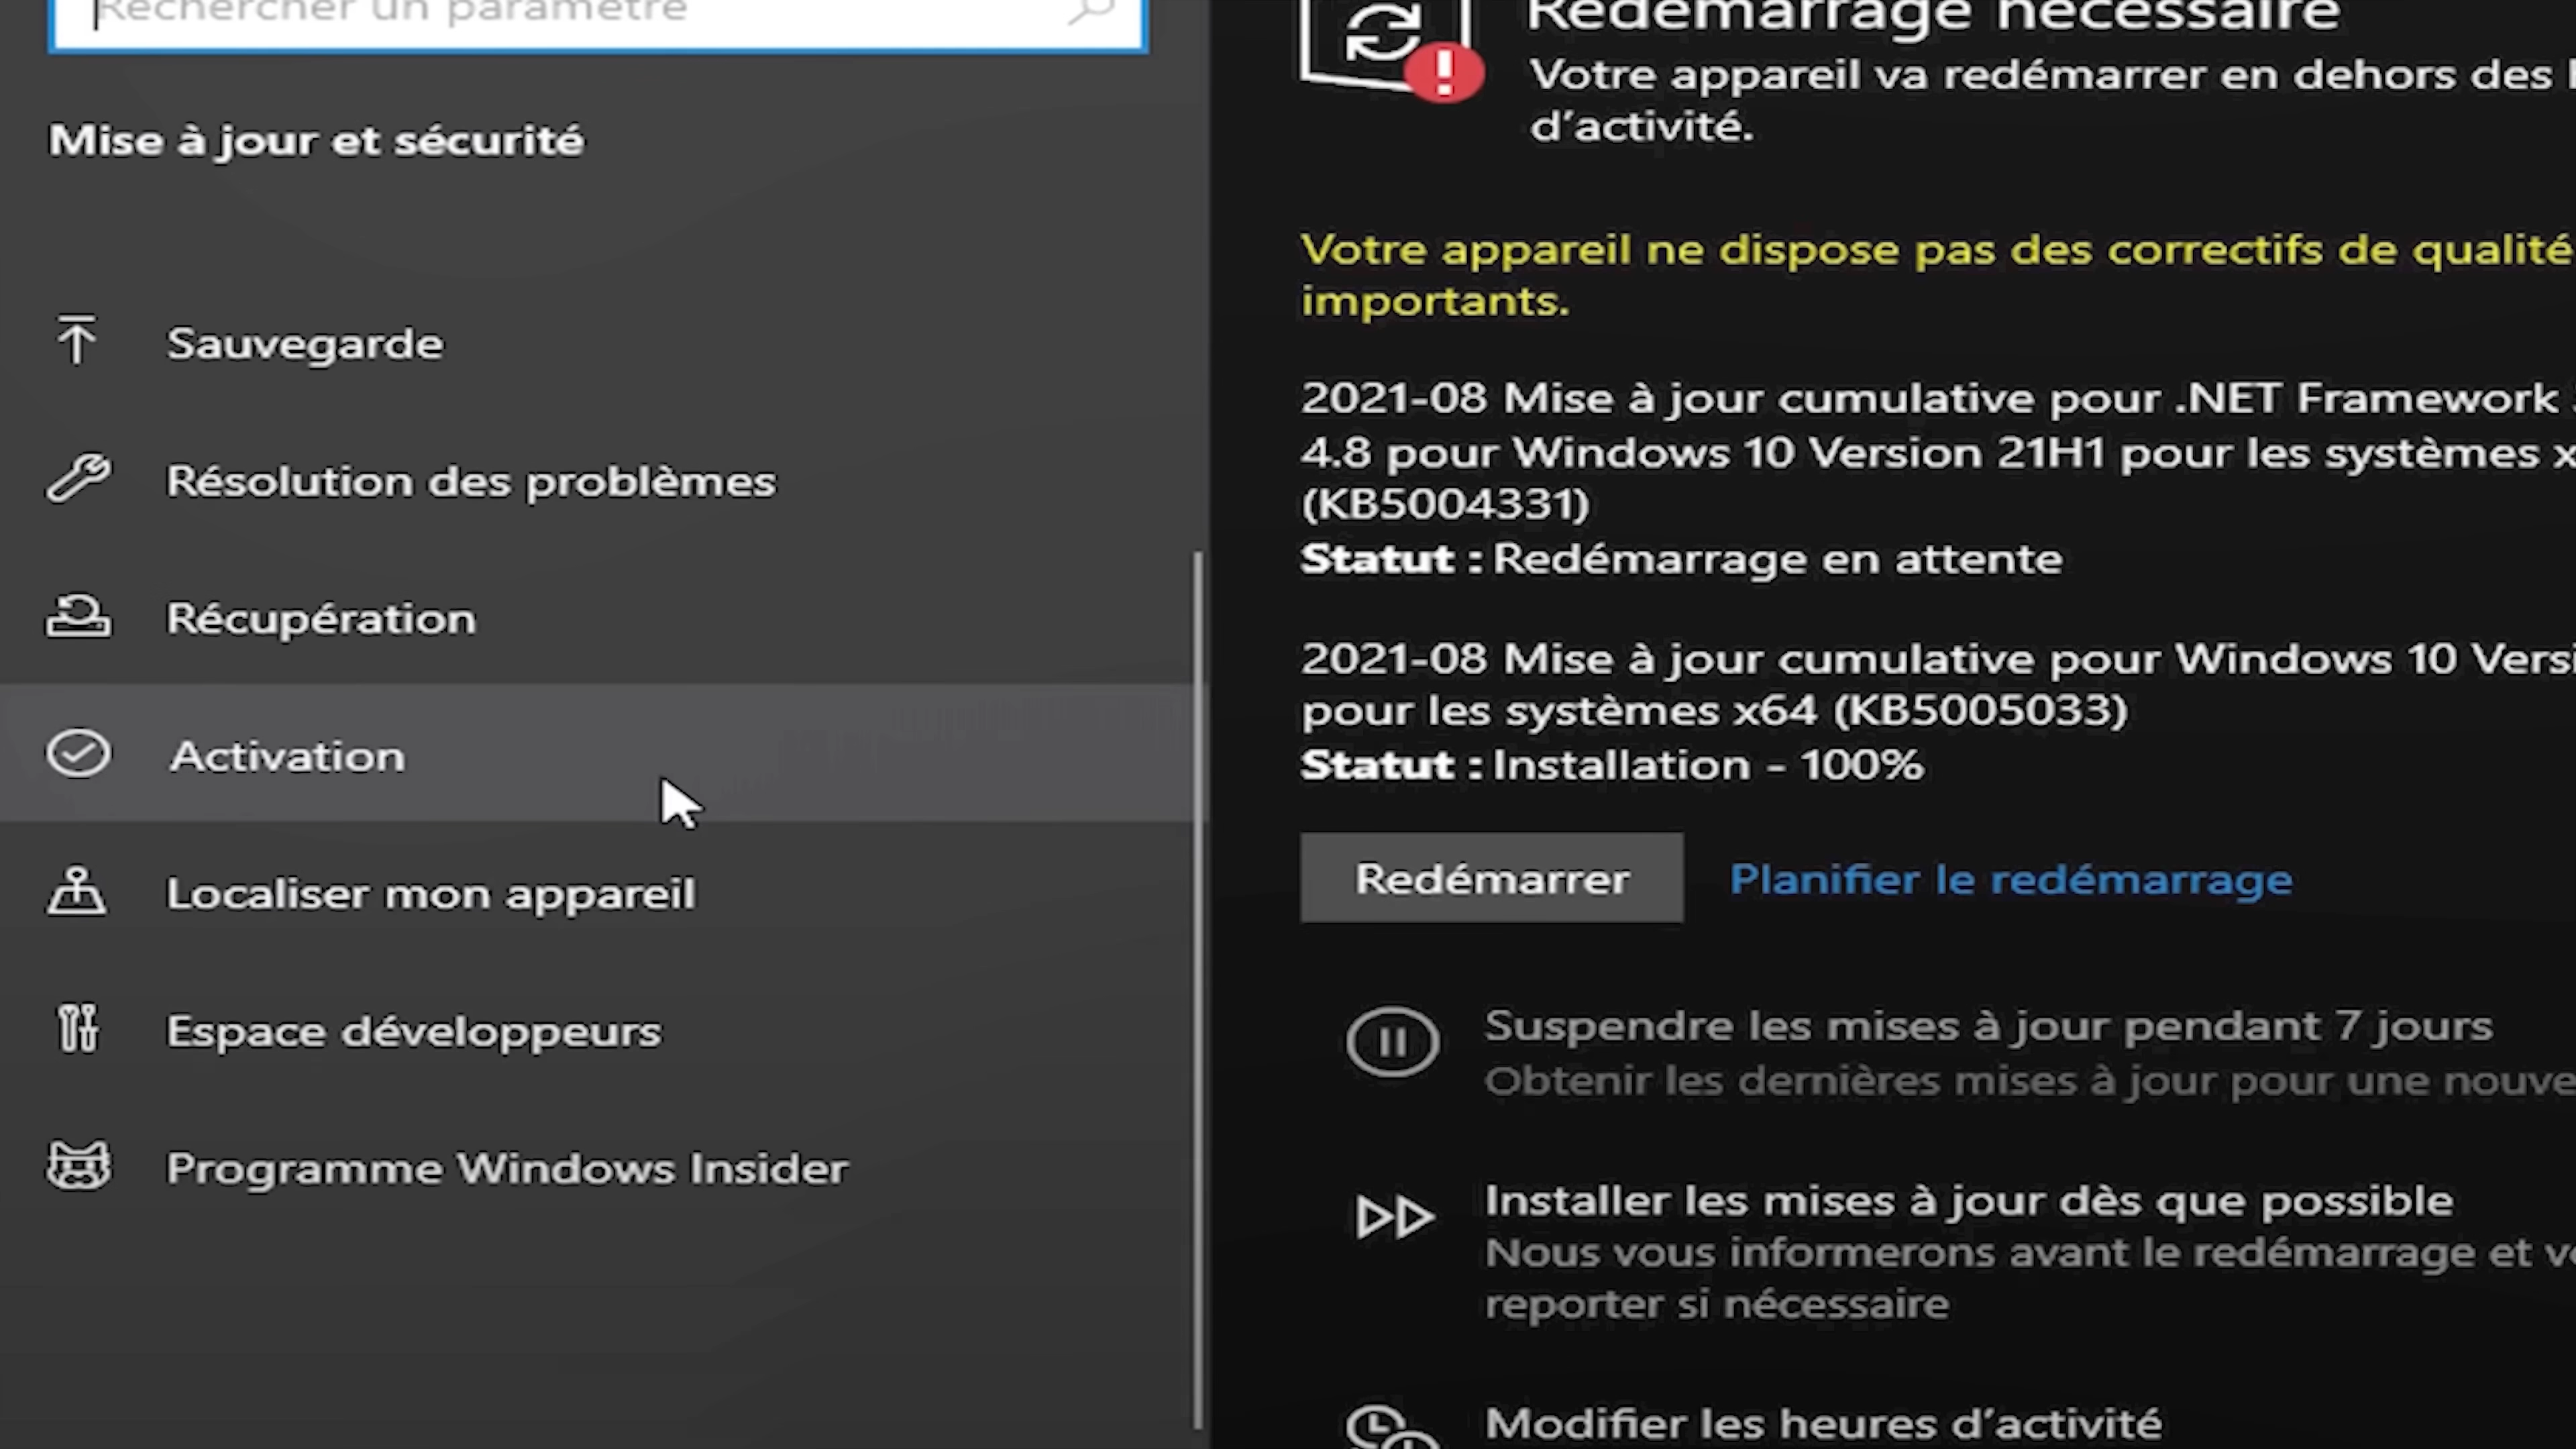 Rechercher un paramètre
Mise à jour et sécurité
Sauvegarde
Résolution des problèmes
Récupération
Activation
Localiser mon appareil
Espace développeurs
Programme Windows Insider
Redémarrage nécessaire
Votre appareil va redémarrer en dehors des
d’activité.
Votre appareil ne dispose pas des correctifs de qualité
importants.
2021-08 Mise à jour cumulative pour .NET Framework
4.8 pour Windows 10 Version 21H1 pour les systèmes
(KB5004331)
Statut : Redémarrage en attente
2021-08 Mise à jour cumulative pour Windows 10
pour les systèmes x64 (KB5005033)
Statut : Installation - 100%
Redémarrer Planifier le redémarrage
Suspendre les mises à jour pendant 7 jours
Obtenir les dernières mises à jour pour une
Installer les mises à jour dès que possible
Nous vous informerons avant le redémarrage et
reporter si nécessaire
Modifier les heures d’activité